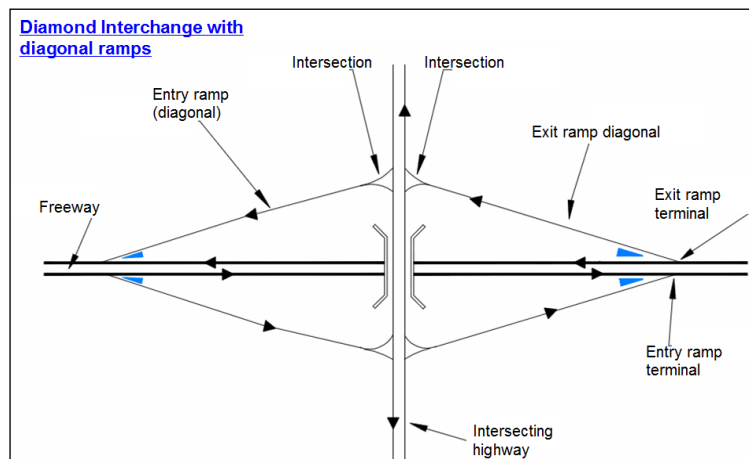 Diamond Interchange with
diagonal ramps
Intersection
Intersection
Entry ramp
(diagonal)
Exit ramp diagonal
Freeway
Exit ramp
terminal
Entry ramp
terminal
Intersecting
highway